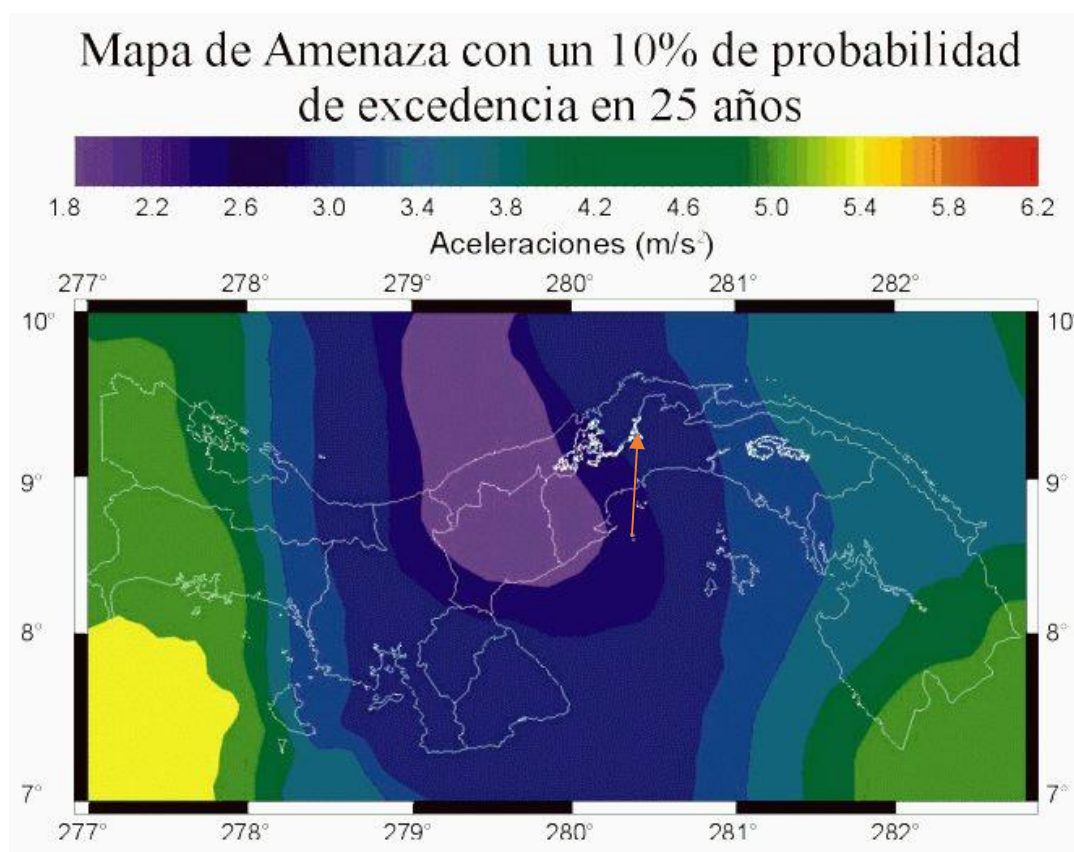 Mapa de Amenaza con un 10% de probabilidad
de excedencia en 25 años
1.8 2.2 2.6 3.0 3.4 3.8 4.2 4.6 5.0 5.4 5.8 6.2
Aceleraciones (m/s²)
277° 278° 279° 280° 281° 282°
10° 10
9° 9°
8° 8°
7° 7°
277° 278° 279° 280° 281° 282°